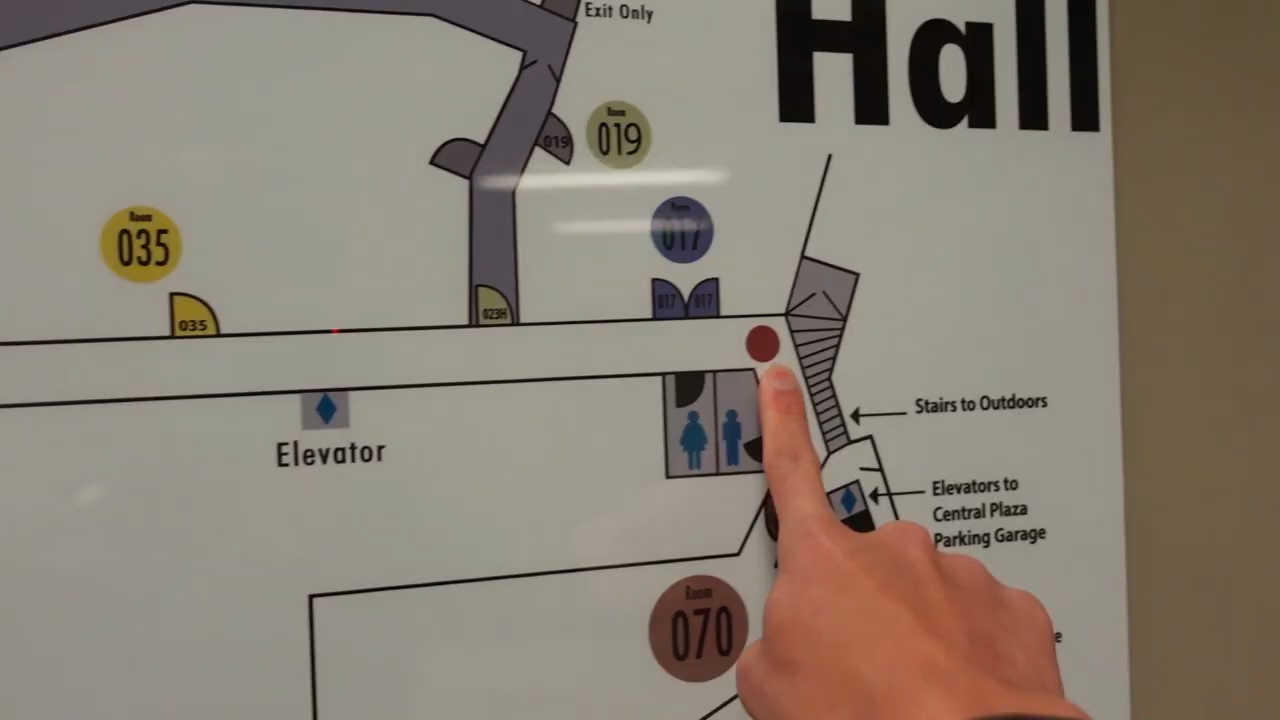 Exit Only
Hall
Room
019
019
Room
035
Room
017
035
023H
017 017
Stairs to Outdoors
Elevator
Elevators to
Central Plaza
Parking Garage
Room
070